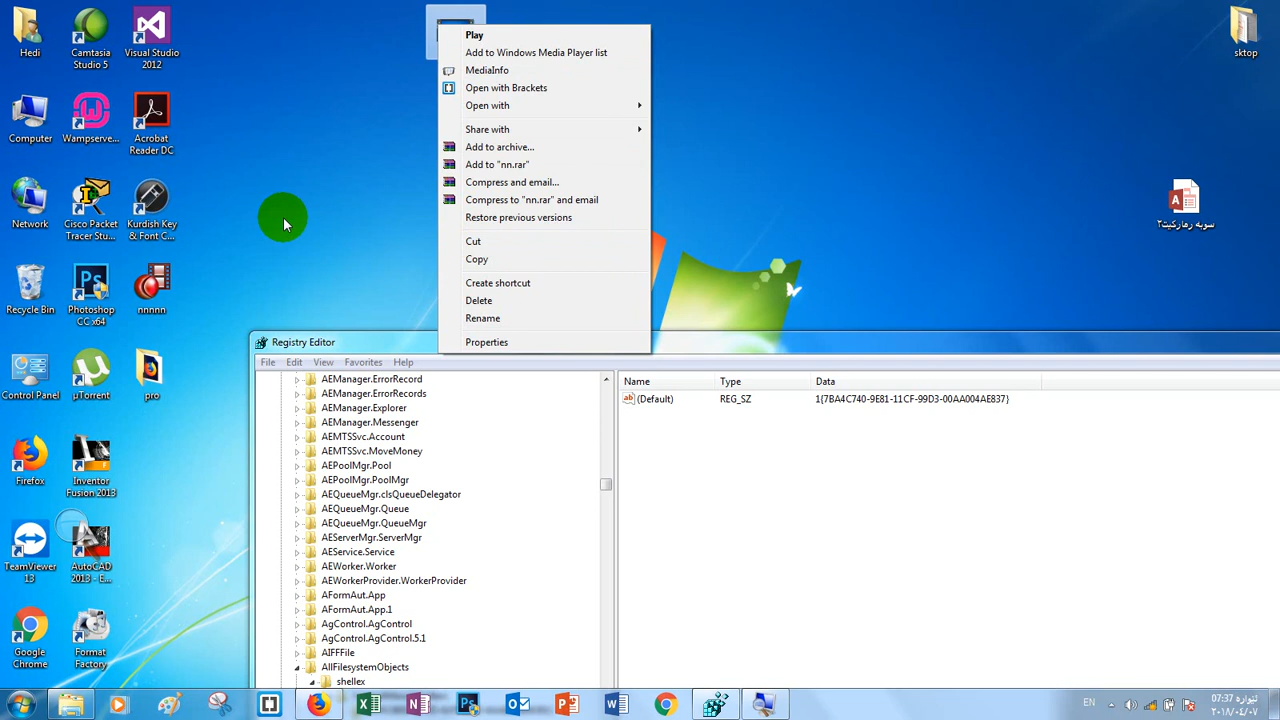 Hedi
Camtasia
Studio 5
Visual Studio
2012
Computer
Wampserve...
Acrobat
Reader DC
Network
Cisco Packet
Tracer Stu...
Kurdish Key
& Font C...
Recycle Bin
Photoshop
CC x64
nnnnn
Control Panel
µTorrent
pro
Firefox
Inventor
Fusion 2013
TeamViewer
13
AutoCAD
2013 - E...
Google
Chrome
Format
Factory
sktop
Play
Add to Windows Media Player list
MediaInfo
Open with Brackets
Open with
Share with
Add to archive...
Add to "nn.rar"
Compress and email...
Compress to "nn.rar" and email
Restore previous versions
Cut
Copy
Create shortcut
Delete
Rename
Properties
Registry Editor
File Edit View Favorites Help
AEManager.ErrorRecord
AEManager.ErrorRecords
AEManager.Explorer
AEManager.Messenger
AEMTSSvc.Account
AEMTSSvc.MoveMoney
AEPoolMgr.Pool
AEPoolMgr.PoolMgr
AEQueueMgr.clsQueueDelegator
AEQueueMgr.Queue
AEQueueMgr.QueueMgr
AEServerMgr.ServerMgr
AEService.Service
AEWorker.Worker
AEWorkerProvider.WorkerProvider
AFormAut.App
AFormAut.App.1
AgControl.AgControl
AgControl.AgControl.5.1
AIFFFile
AllFilesystemObjects
shellex
Name Type Data
(Default) REG_SZ 1{7BA4C740-9E81-11CF-99D3-00AA004AE837}
EN
07:37
٢٠١٨/٠٤/٠٧